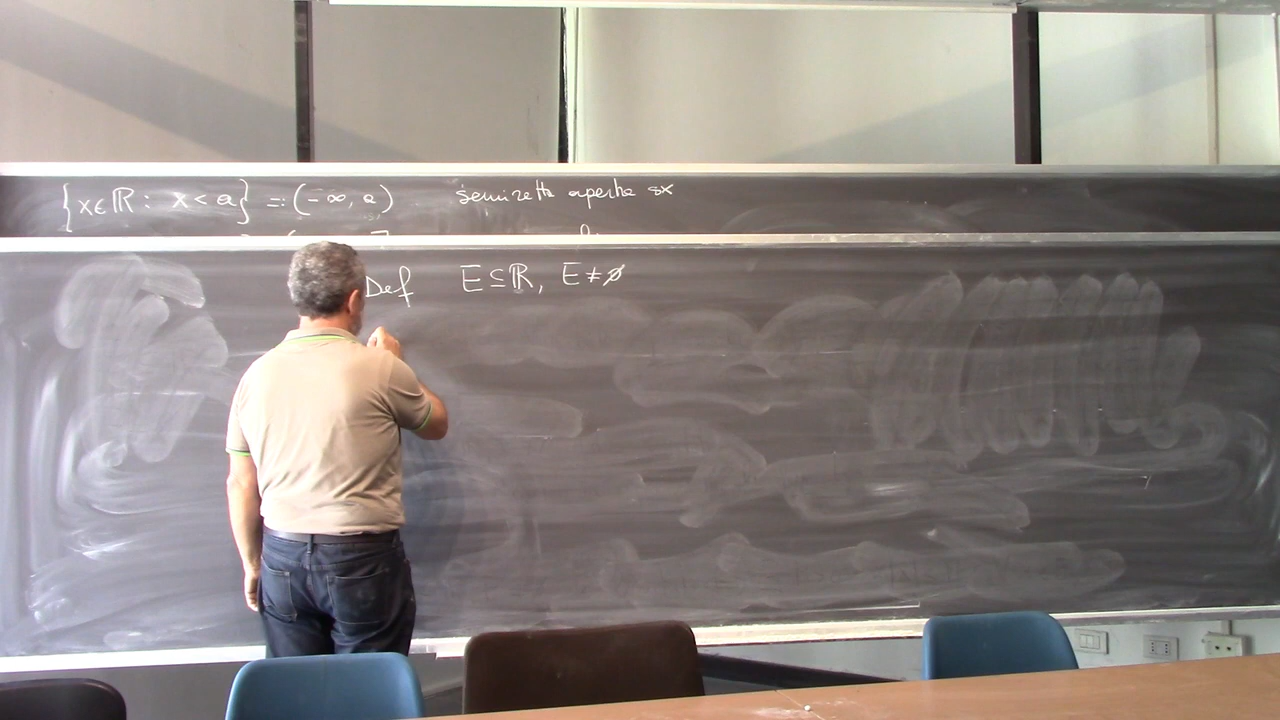 {x∈ℝ : x < a} = (-∞, a) semiretta aperta sx
Def E ⊆ ℝ, E ≠ ∅